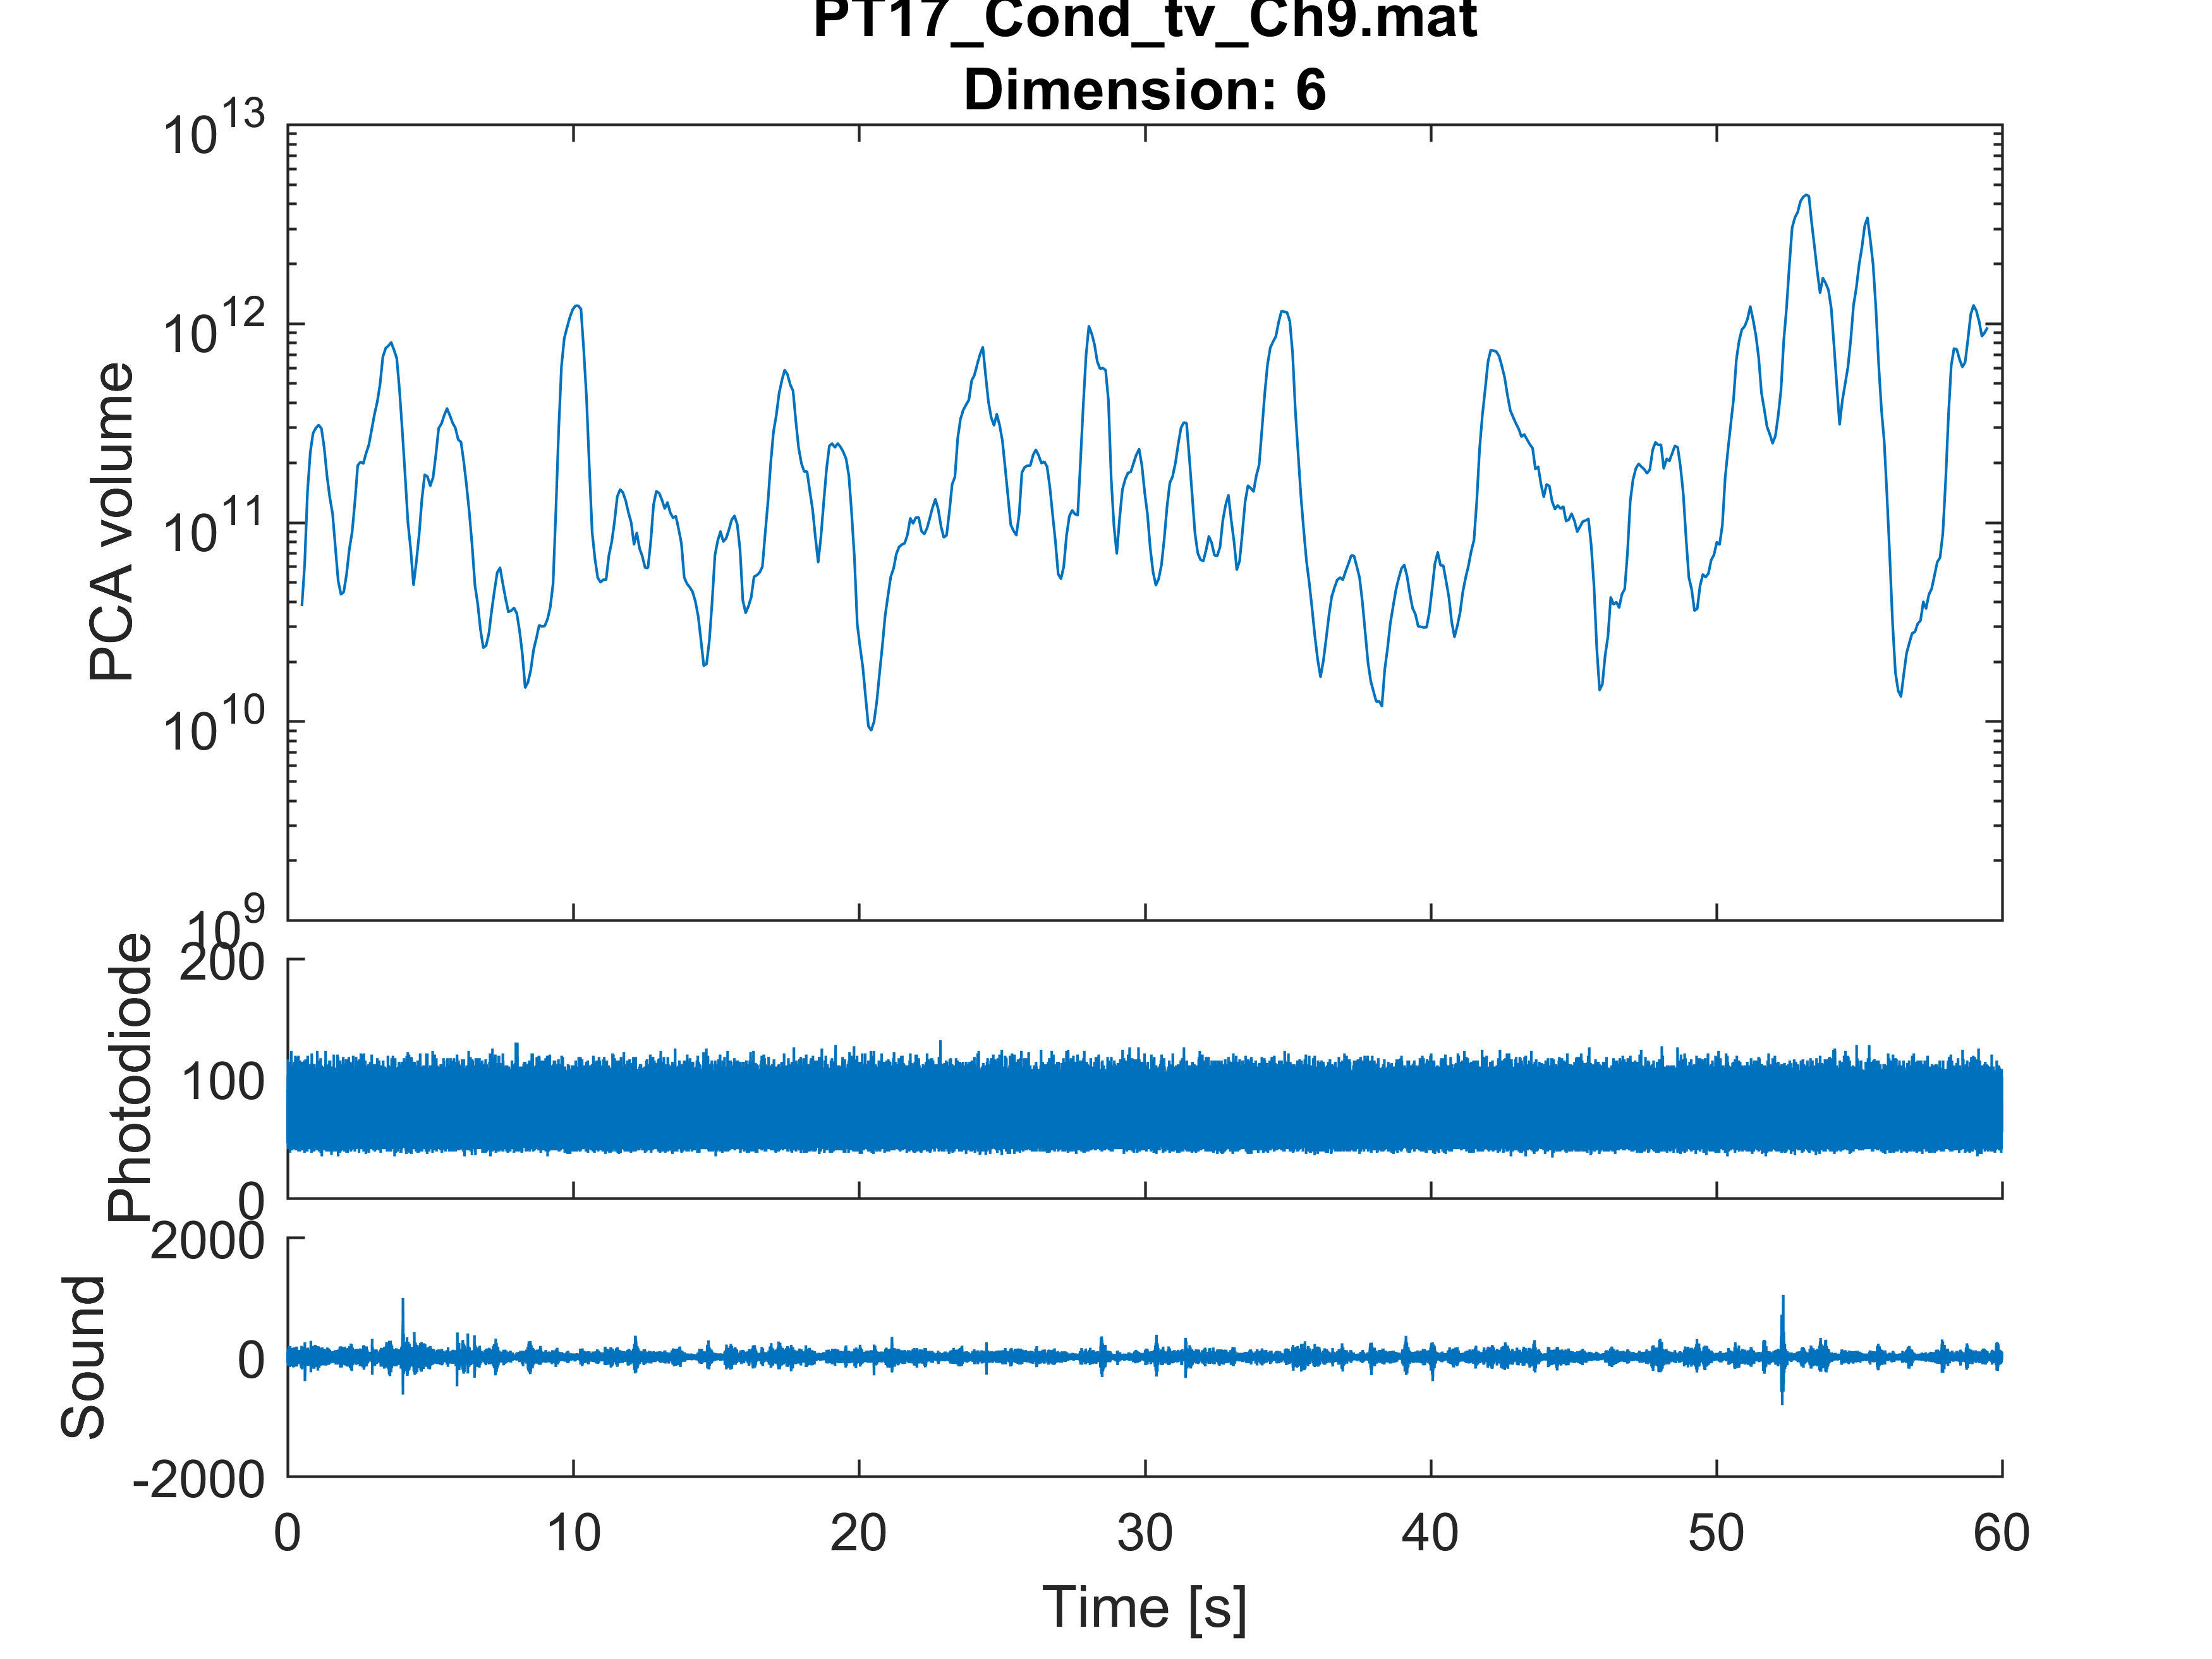 PT17_Cond_tv_Ch9.mat
Dimension: 6
10^13
10^12
10^11
10^10
10^9
PCA volume
200
100
0
Photodiode
2000
0
-2000
Sound
0 10 20 30 40 50 60
Time [s]